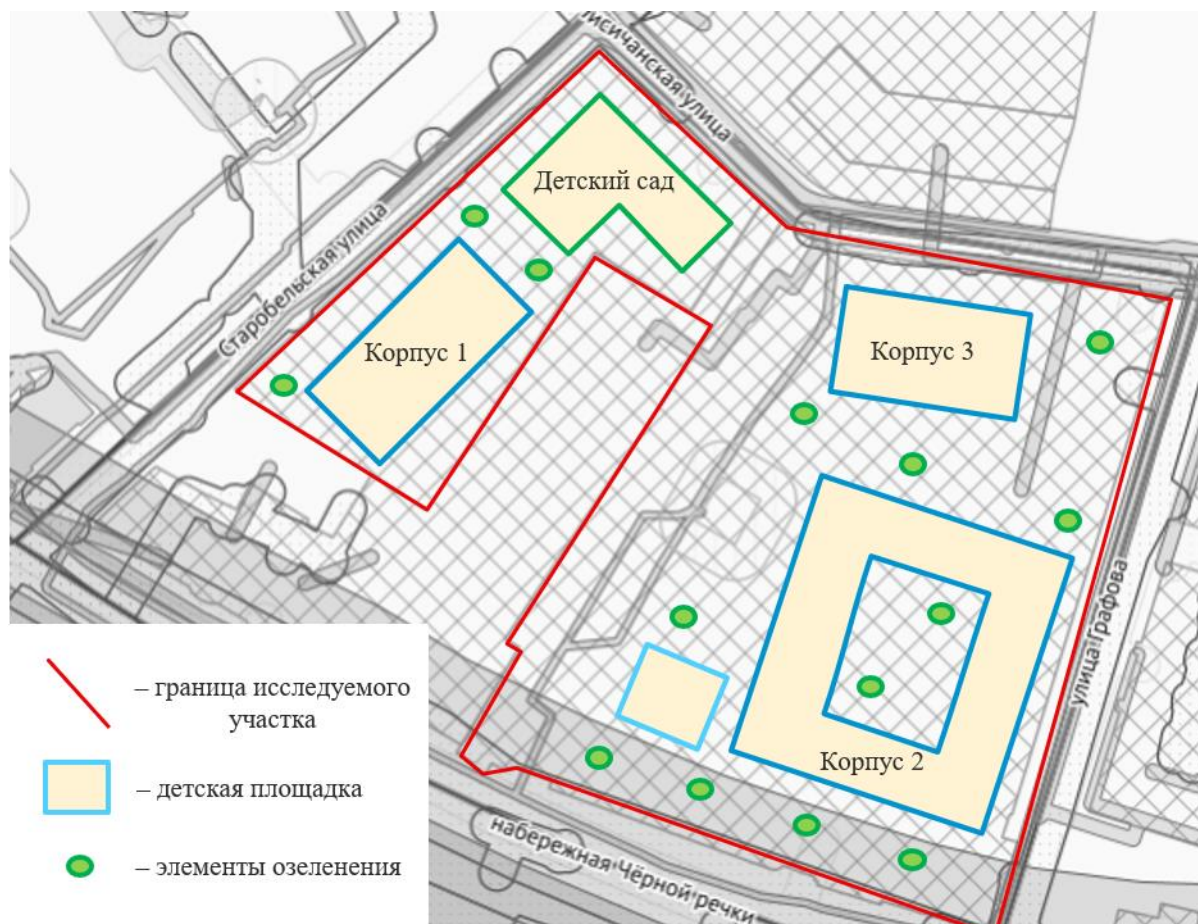 Лисичанская улица
Детский сад
Старобельская улица
Корпус 1
Корпус 3
улица Графова
Корпус 2
– граница исследуемого
участка
– детская площадка
– элементы озеленения
набережная Чёрной речки